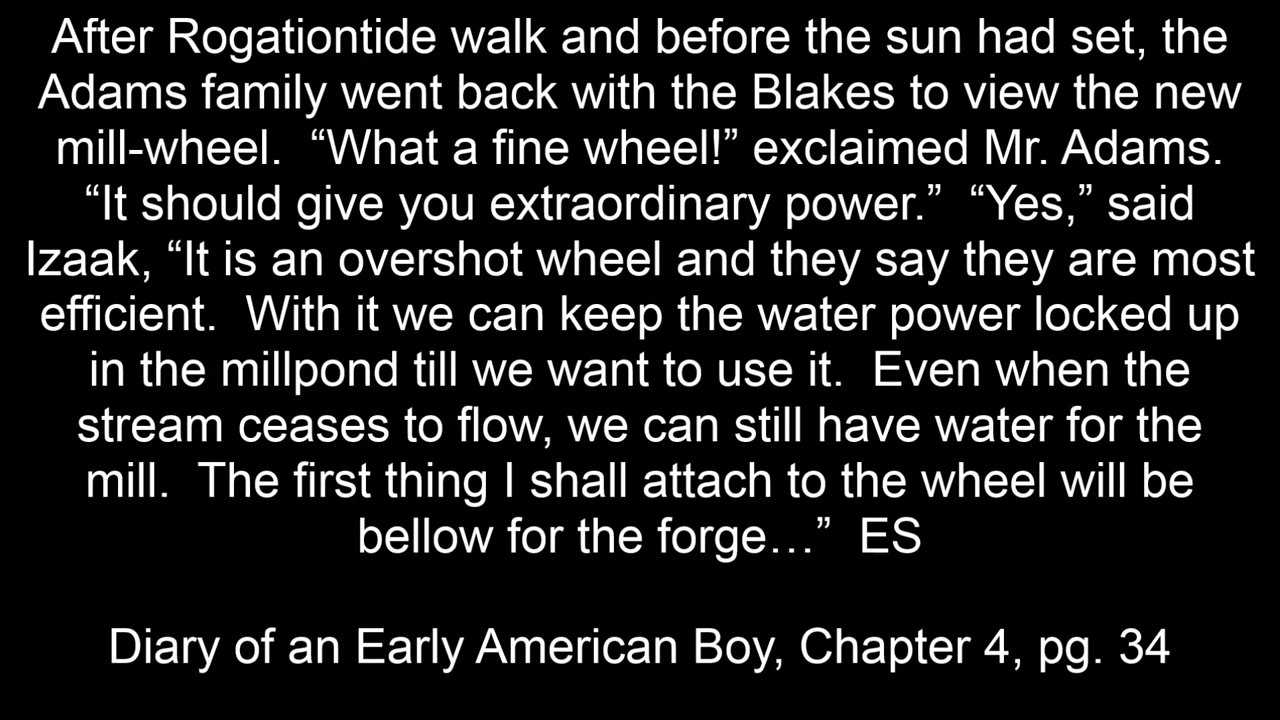 After Rogationtide walk and before the sun had set, the
Adams family went back with the Blakes to view the new
mill-wheel.  “What a fine wheel!” exclaimed Mr. Adams.
“It should give you extraordinary power.”  “Yes,” said
Izaak, “It is an overshot wheel and they say they are most
efficient.  With it we can keep the water power locked up
in the millpond till we want to use it.  Even when the
stream ceases to flow, we can still have water for the
mill.  The first thing I shall attach to the wheel will be
bellow for the forge…”  ES
Diary of an Early American Boy, Chapter 4, pg. 34